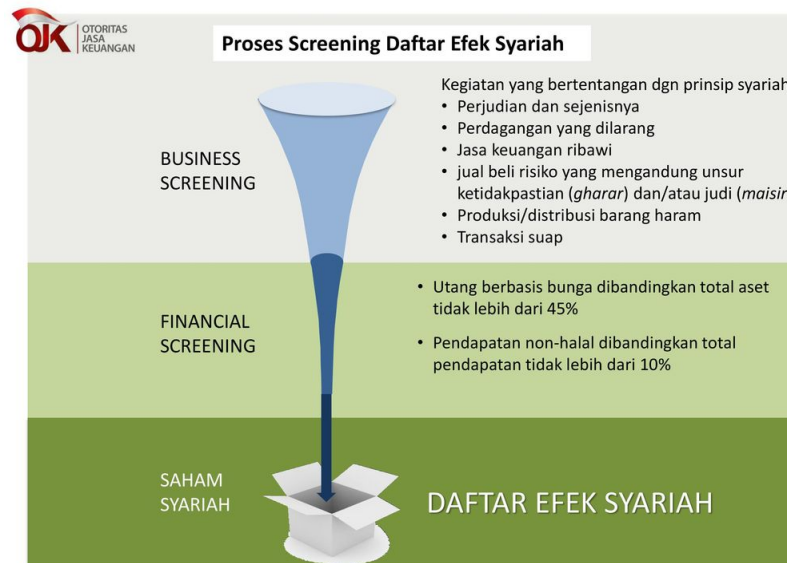 OJK
OTORITAS
JASA
KEUANGAN
Proses Screening Daftar Efek Syariah
BUSINESS
SCREENING
Kegiatan yang bertentangan dgn prinsip syariah
• Perjudian dan sejenisnya
• Perdagangan yang dilarang
• Jasa keuangan ribawi
• jual beli risiko yang mengandung unsur
ketidakpastian (gharar) dan/atau judi (maisir
• Produksi/distribusi barang haram
• Transaksi suap
FINANCIAL
SCREENING
• Utang berbasis bunga dibandingkan total aset
tidak lebih dari 45%
• Pendapatan non-halal dibandingkan total
pendapatan tidak lebih dari 10%
SAHAM
SYARIAH
DAFTAR EFEK SYARIAH